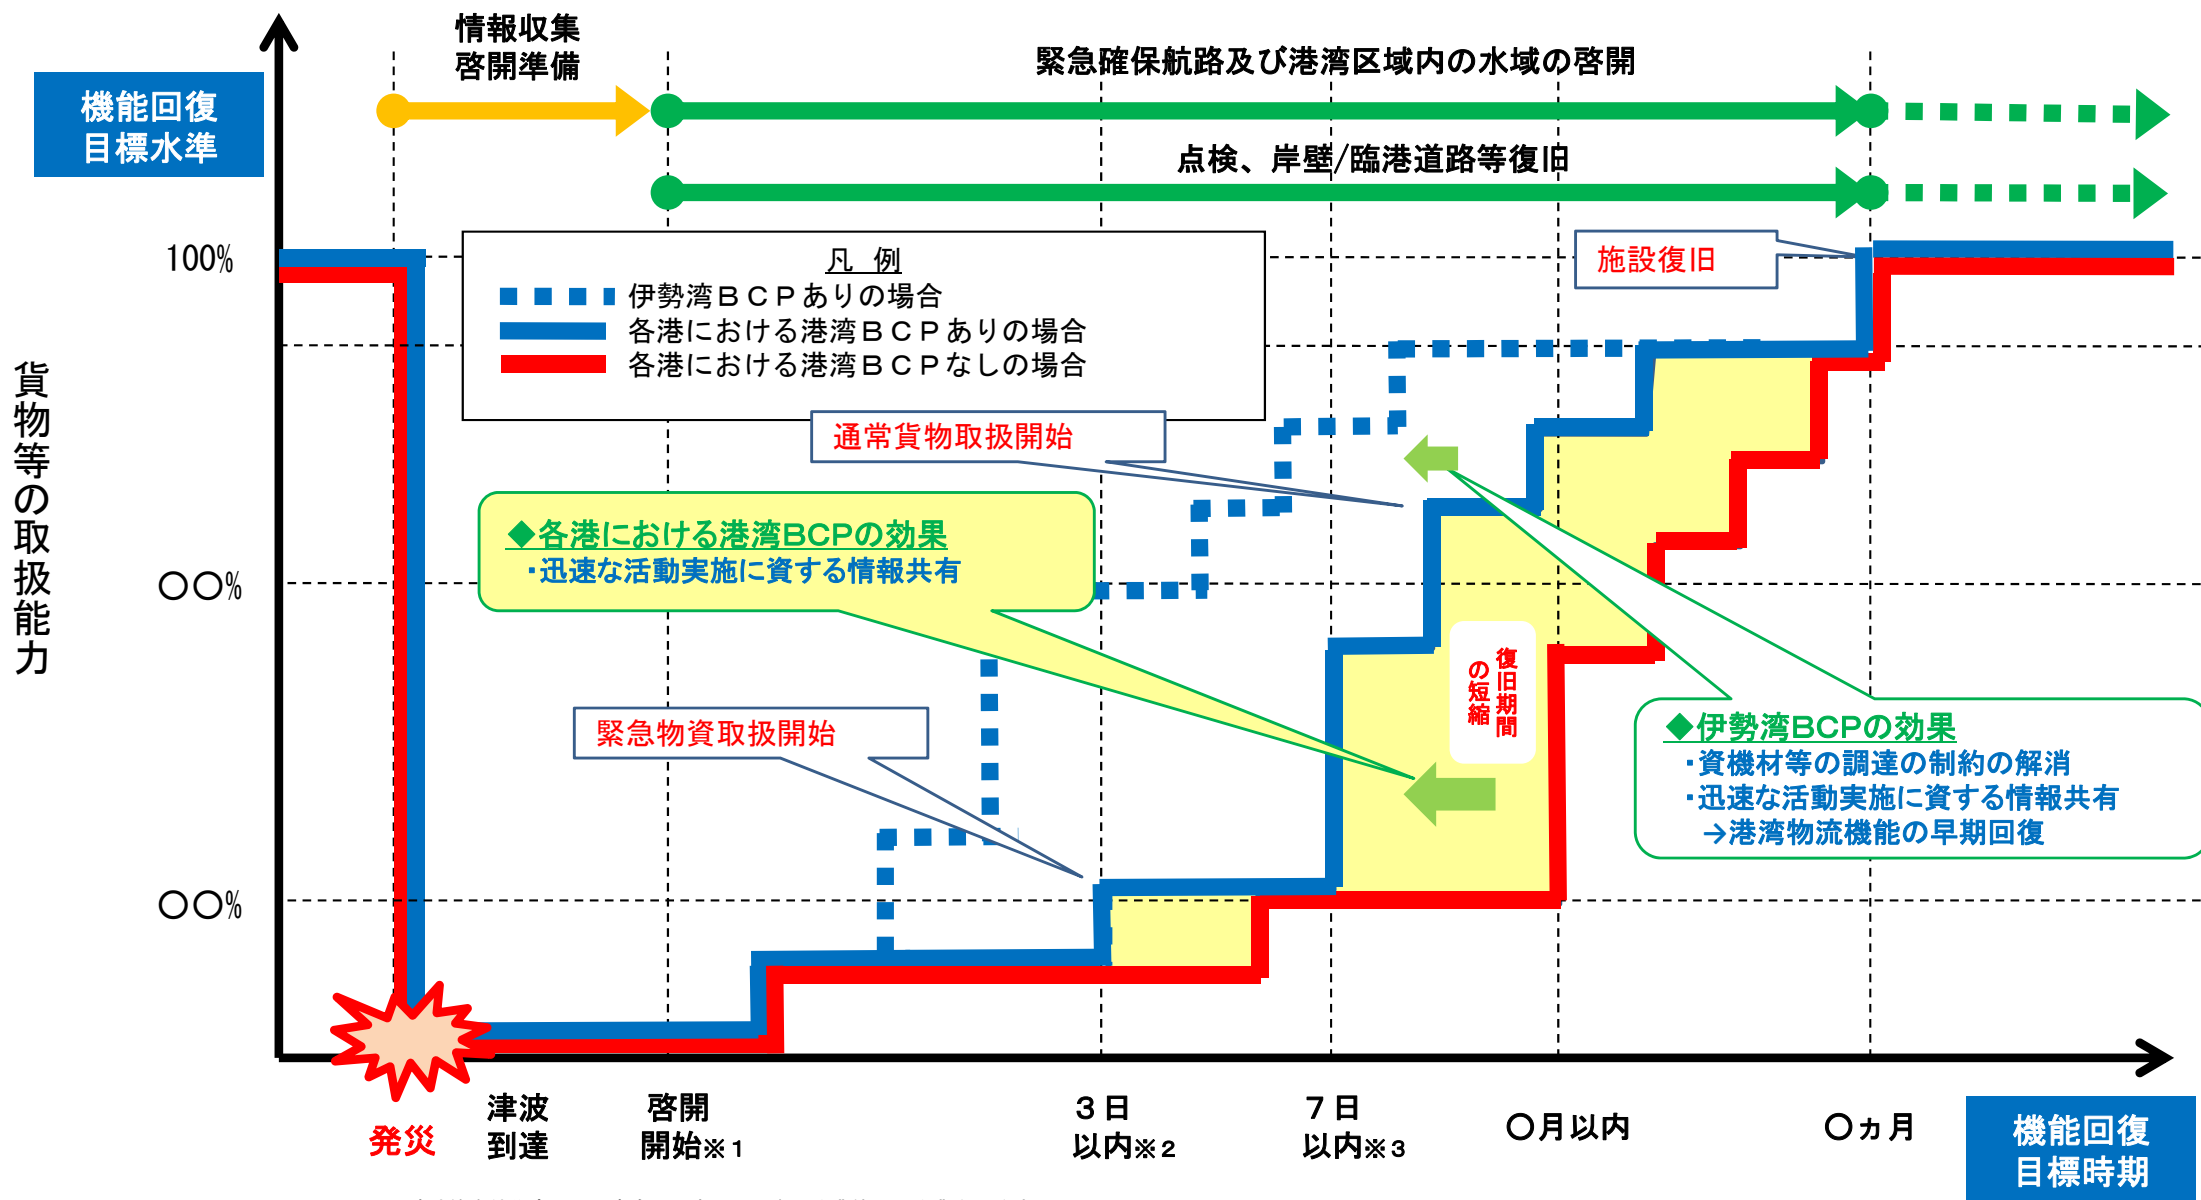 情報収集
啓開準備
緊急確保航路及び港湾区域内の水域の啓開
機能回復
目標水準
点検、岸壁/臨港道路等復旧
100%
凡 例
伊勢湾BCPありの場合
各港における港湾BCPありの場合
各港における港湾BCPなしの場合
施設復旧
貨物等の取扱能力
通常貨物取扱開始
◆各港における港湾BCPの効果
・迅速な活動実施に資する情報共有
〇〇%
復旧期間
の短縮
緊急物資取扱開始
◆伊勢湾BCPの効果
・資機材等の調達の制約の解消
・迅速な活動実施に資する情報共有
→港湾物流機能の早期回復
〇〇%
発災
津波
到達
啓開
開始※1
3日
以内※2
7日
以内※3
〇月以内
〇ヵ月
機能回復
目標時期